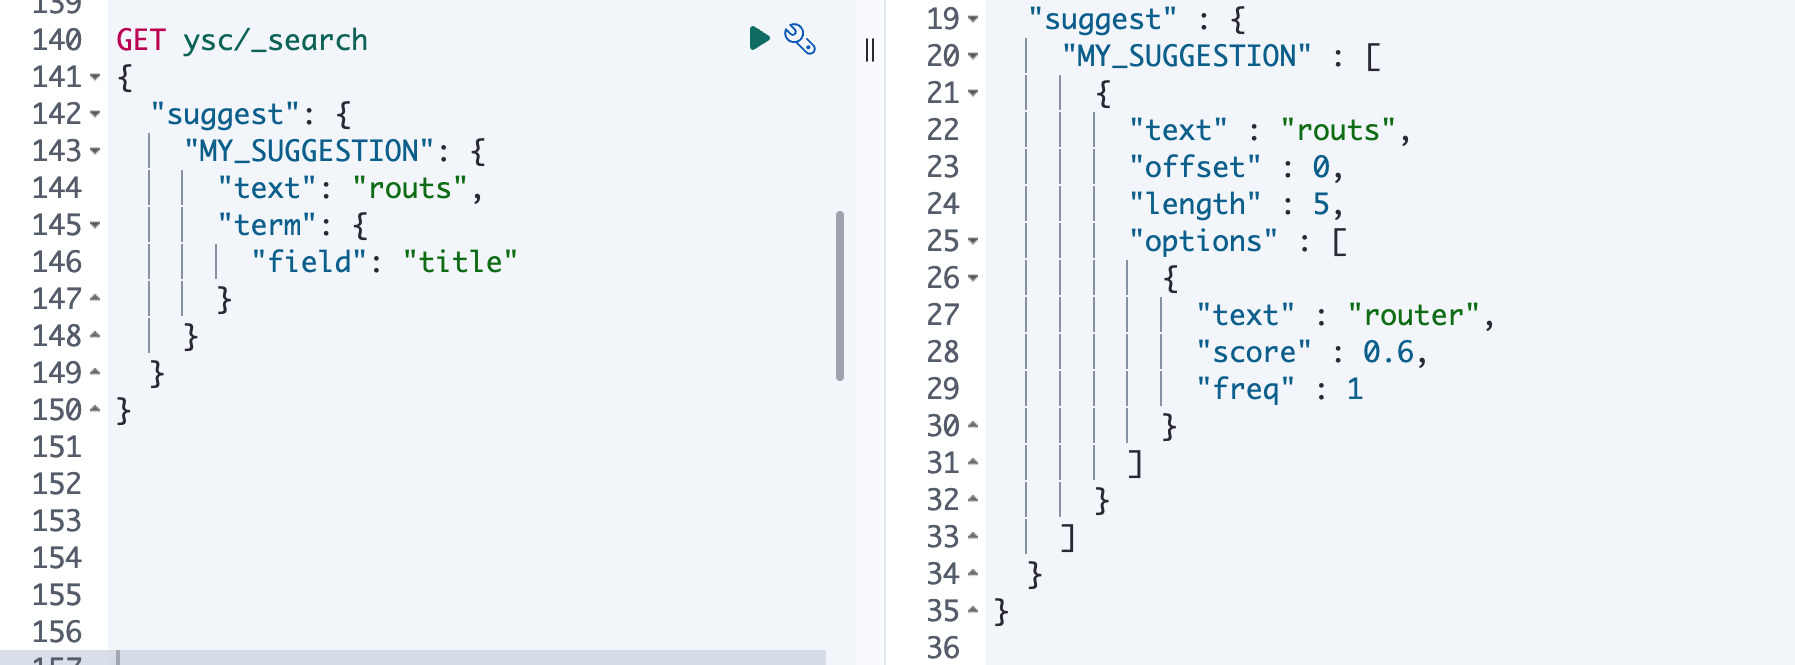 139
140 GET ysc/_search
141 {
142 "suggest": {
143 "MY_SUGGESTION": {
144 "text": "routs",
145 "term": {
146 "field": "title"
147 }
148 }
149 }
150 }
151
152
153
154
155
156
157
19 "suggest" : {
20 "MY_SUGGESTION" : [
21 {
22 "text" : "routs",
23 "offset" : 0,
24 "length" : 5,
25 "options" : [
26 {
27 "text" : "router",
28 "score" : 0.6,
29 "freq" : 1
30 }
31 ]
32 }
33 ]
34 }
35 }
36